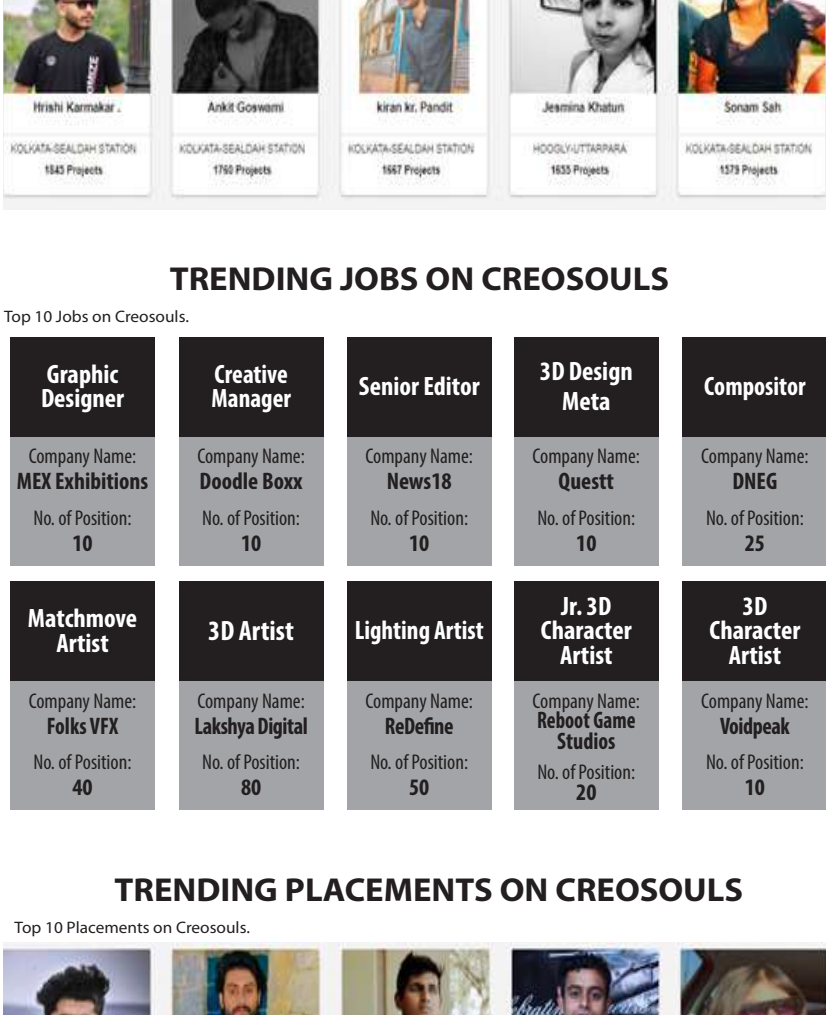 Hrishi Karmakar .
KOLKATA-SEALDAH STATION
1845 Projects
Ankit Goswami
KOLKATA-SEALDAH STATION
1760 Projects
kiran kr. Pandit
KOLKATA-SEALDAH STATION
1667 Projects
Jesmina Khatun
HOOGLY-UTTARPARA
1655 Projects
Sonam Sah
KOLKATA-SEALDAH STATION
1579 Projects
TRENDING JOBS ON CREOSOULS
Top 10 Jobs on Creosouls.
Graphic
Designer
Company Name:
MEX Exhibitions
No. of Position:
10
Creative
Manager
Company Name:
Doodle Boxx
No. of Position:
10
Senior Editor
Company Name:
News18
No. of Position:
10
3D Design
Meta
Company Name:
Questt
No. of Position:
10
Compositor
Company Name:
DNEG
No. of Position:
25
Matchmove
Artist
Company Name:
Folks VFX
No. of Position:
40
3D Artist
Company Name:
Lakshya Digital
No. of Position:
80
Lighting Artist
Company Name:
ReDefine
No. of Position:
50
Jr. 3D
Character
Artist
Company Name:
Reboot Game
Studios
No. of Position:
20
3D
Character
Artist
Company Name:
Voidpeak
No. of Position:
10
TRENDING PLACEMENTS ON CREOSOULS
Top 10 Placements on Creosouls.